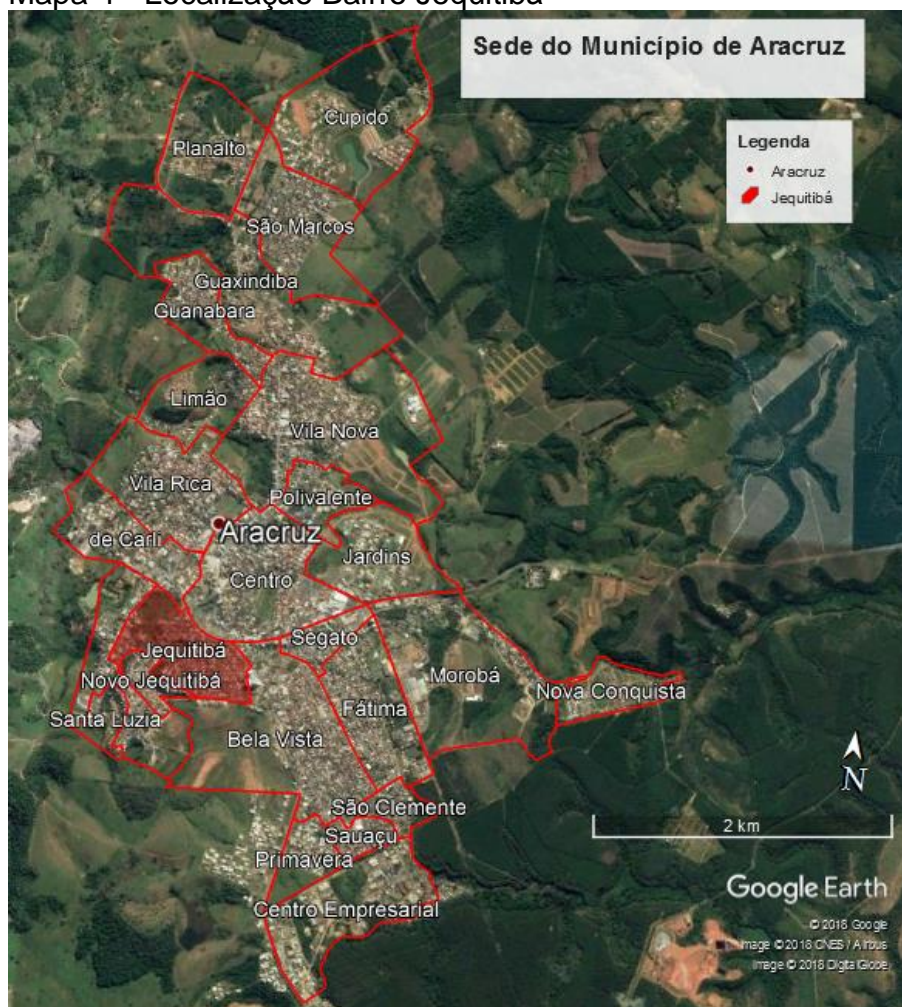 Mapa 1 - Localização Bairro Jequitibá
Sede do Município de Aracruz
Legenda
Aracruz
Jequitibá
Cupido
Planalto
São Marcos
Guaxindiba
Guanabara
Limão
Vila Nova
Vila Rica
Polivalente
Aracruz
de Carli
Jardins
Centro
Segato
Jequitibá
Morobá
Novo Jequitibá
Nova Conquista
Santa Luzia
Fátima
Bela Vista
N
São Clemente
2 km
Sauaçu
Primavera
Google Earth
Centro Empresarial
© 2018 Google
Image © 2018 CNES / Airbus
Image © 2018 DigitalGlobe